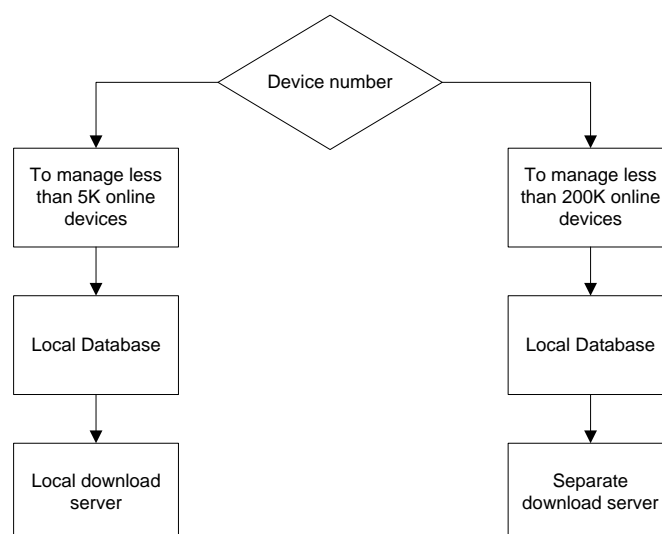 Device number
To manage less
than 5K online
devices
To manage less
than 200K online
devices
Local Database
Local Database
Local download
server
Separate
download server